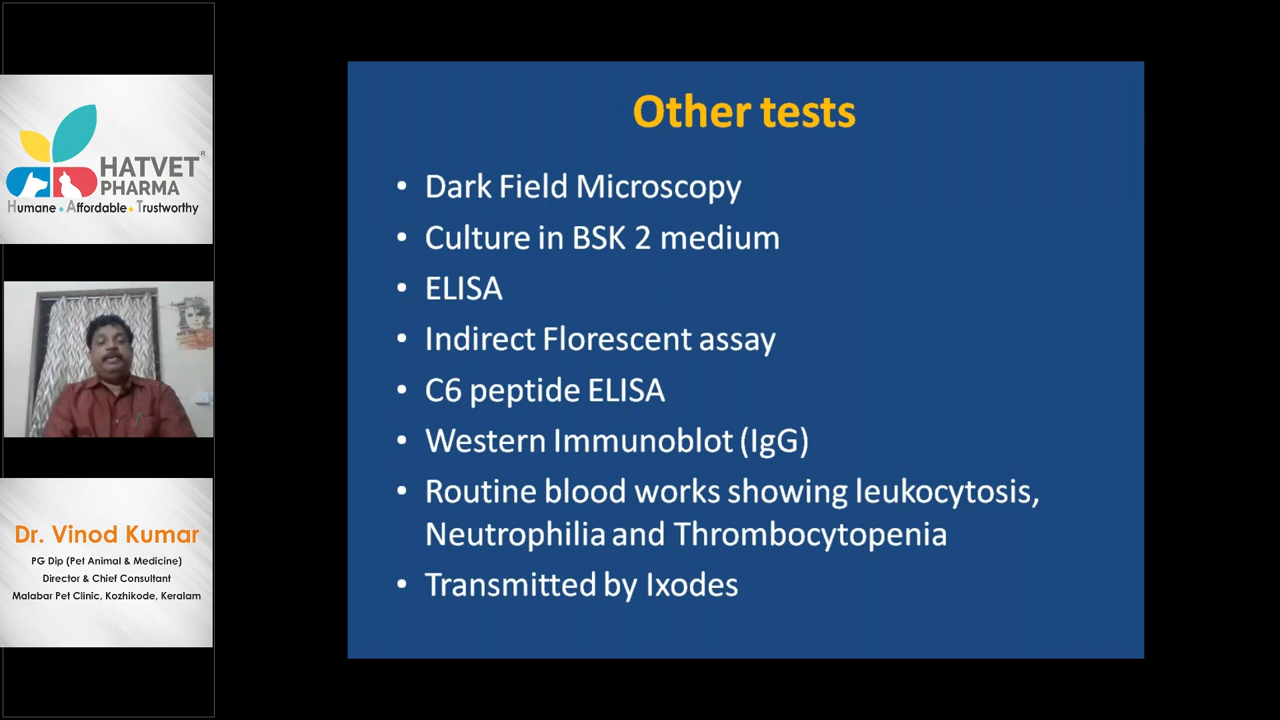 HATVET®
PHARMA
Humane • Affordable • Trustworthy
Dr. Vinod Kumar
PG Dip (Pet Animal & Medicine)
Director & Chief Consultant
Malabar Pet Clinic, Kozhikode, Keralam
Other tests
• Dark Field Microscopy
• Culture in BSK 2 medium
• ELISA
• Indirect Florescent assay
• C6 peptide ELISA
• Western Immunoblot (IgG)
• Routine blood works showing leukocytosis,
Neutrophilia and Thrombocytopenia
• Transmitted by Ixodes